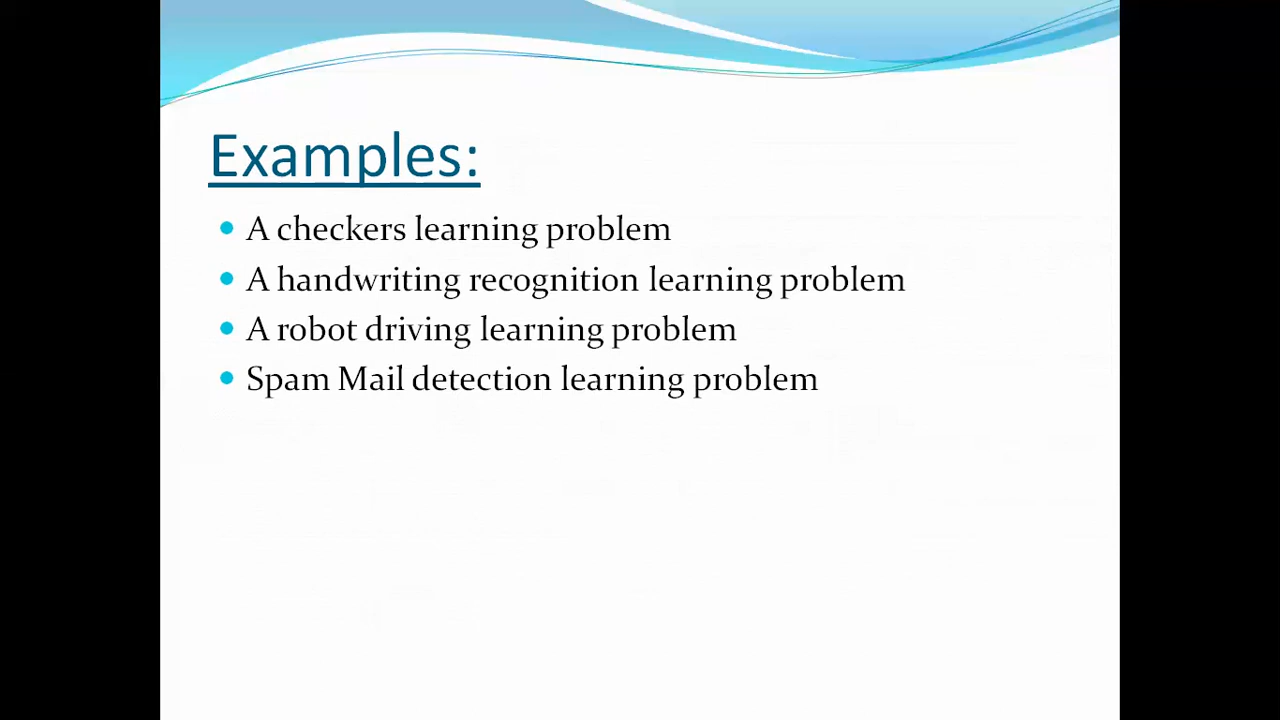 Examples:
A checkers learning problem
A handwriting recognition learning problem
A robot driving learning problem
Spam Mail detection learning problem